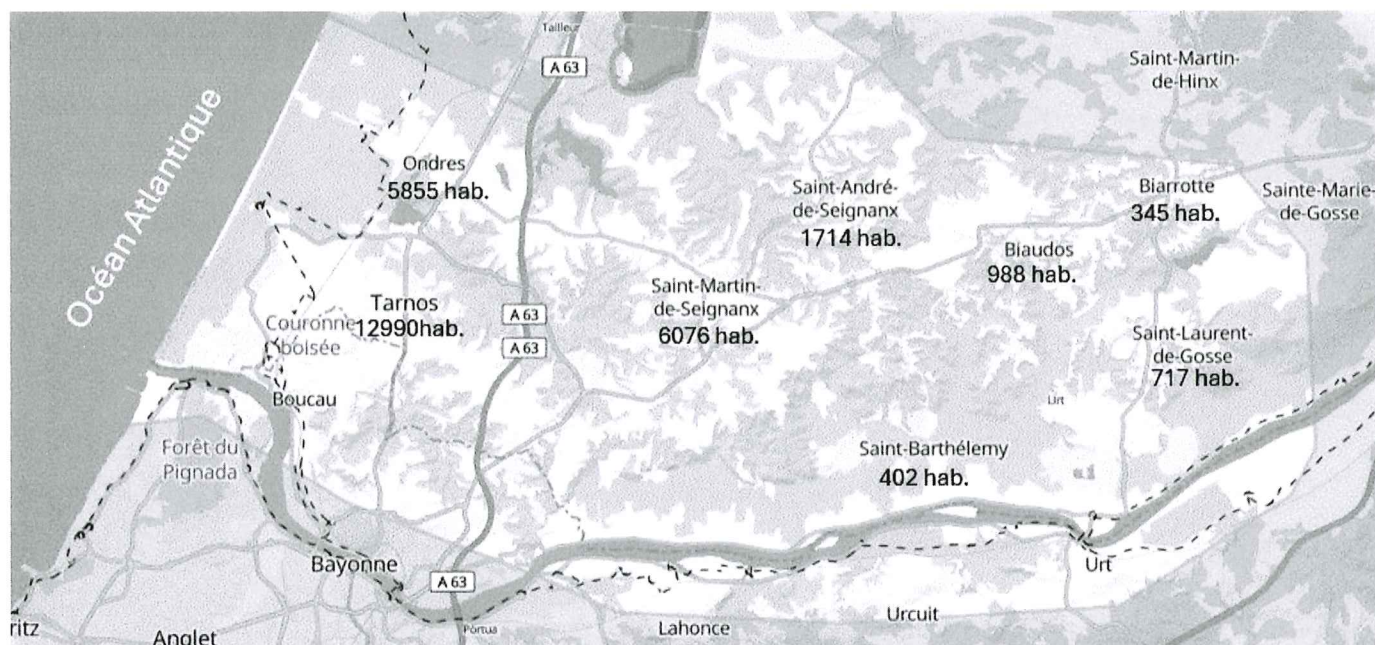 Tailleur
A 63
Saint-Martin-
de-Hinx
Océan Atlantique
Ondres
5855 hab.
Saint-André-
de-Seignanx
1714 hab.
Biarrotte
345 hab.
Sainte-Marie-
de-Gosse
Biaudos
988 hab.
Saint-Martin-
de-Seignanx
6076 hab.
Tarnos
12990hab.
Couronne
boisée
A 63
A 63
Saint-Laurent-
de-Gosse
717 hab.
Boucau
Urt
Forêt du
Pignada
Saint-Barthélemy
402 hab.
Bayonne
A 63
Urt
Urcuit
Portua
Lahonce
ritz
Anglet